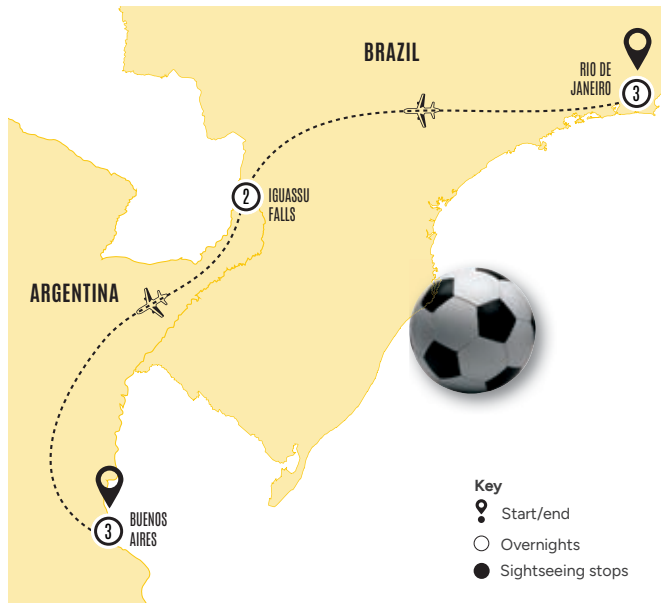 BRAZIL
RIO DE
JANEIRO
3
2
IGUASSU
FALLS
ARGENTINA
3
BUENOS
AIRES
Key
Start/end
Overnights
Sightseeing stops